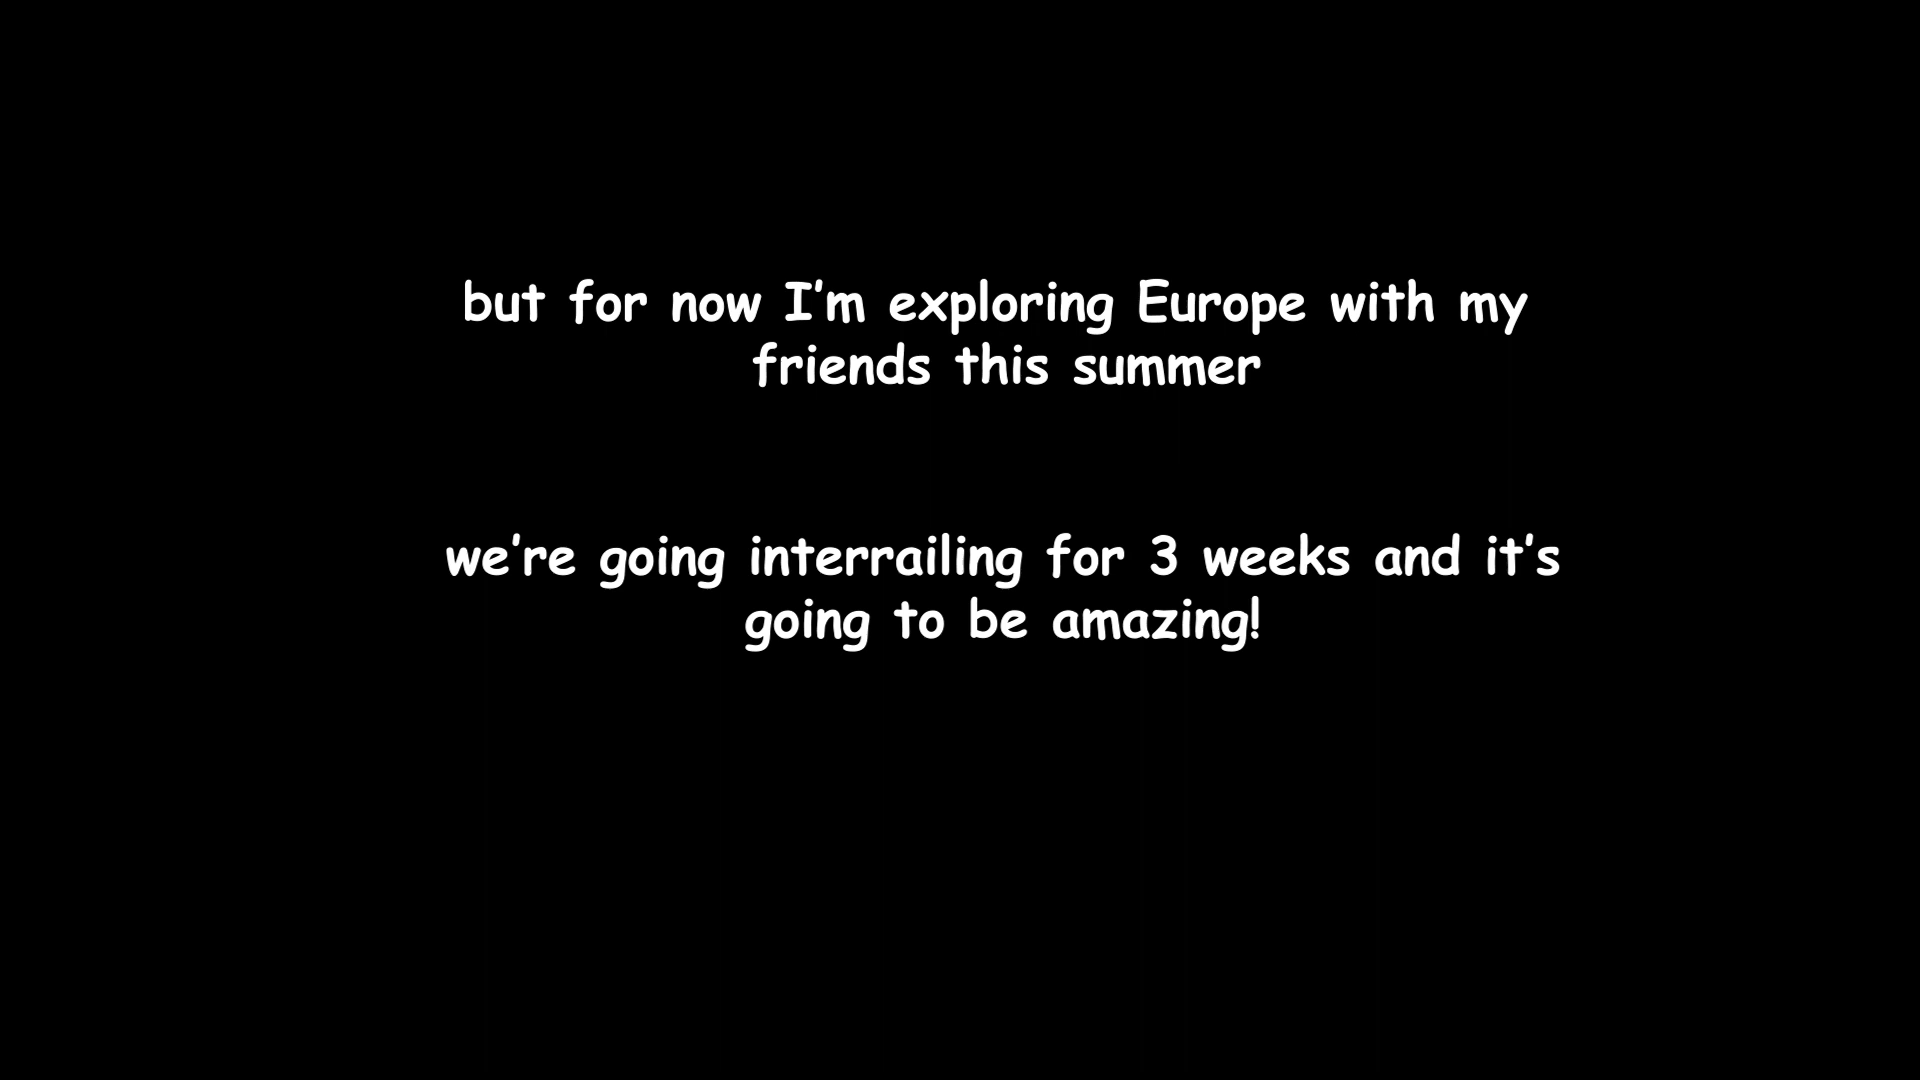 but for now I'm exploring Europe with my
friends this summer
we're going interrailing for 3 weeks and it's
going to be amazing!